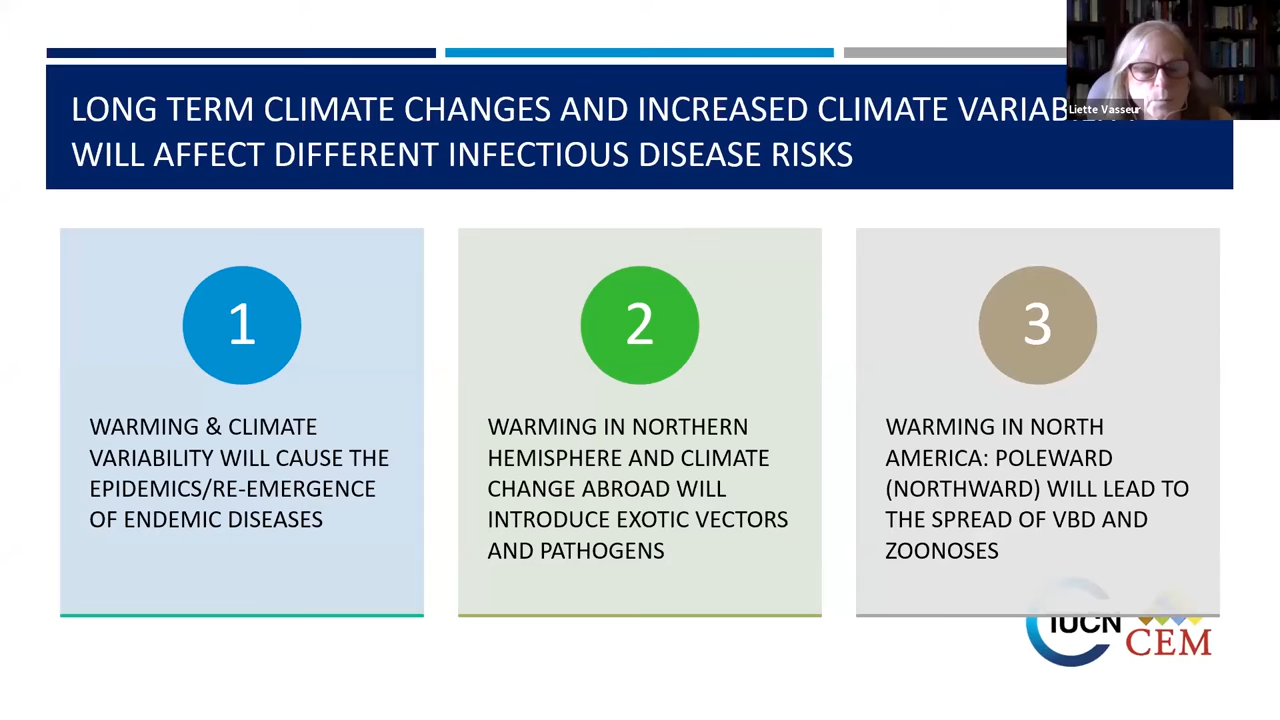 LONG TERM CLIMATE CHANGES AND INCREASED CLIMATE
WILL AFFECT DIFFERENT INFECTIOUS DISEASE RISKS
Liette Vasseur
1
WARMING & CLIMATE
VARIABILITY WILL CAUSE THE
EPIDEMICS/RE-EMERGENCE
OF ENDEMIC DISEASES
2
WARMING IN NORTHERN
HEMISPHERE AND CLIMATE
CHANGE ABROAD WILL
INTRODUCE EXOTIC VECTORS
AND PATHOGENS
3
WARMING IN NORTH
AMERICA: POLEWARD
(NORTHWARD) WILL LEAD TO
THE SPREAD OF VBD AND
ZOONOSES
IUCN
CEM